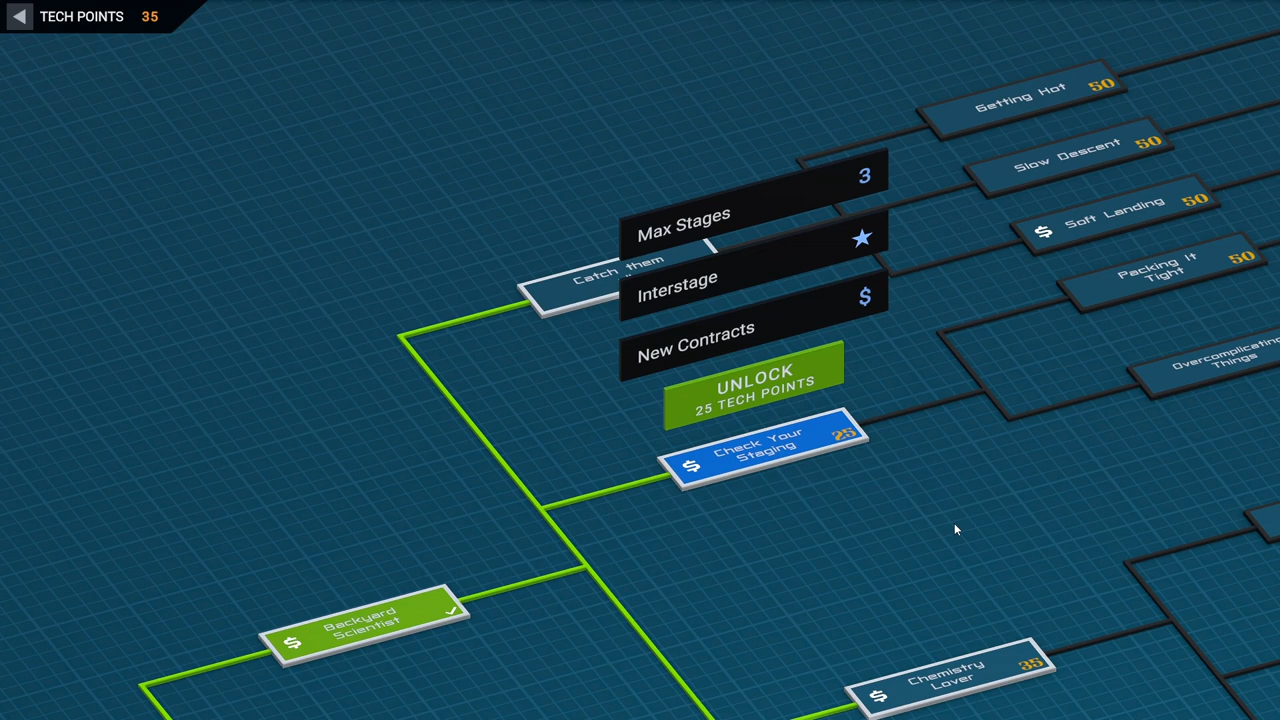 TECH POINTS 35
Getting Hot 50
Slow Descent 50
$ Soft Landing 50
Packing It
Tight 50
Overcomplicating
Things
Max Stages 3
Catch them
Interstage
New Contracts $
UNLOCK
25 TECH POINTS
$ Check Your
Staging 25
$ Backyard
Scientist
$ Chemistry
Lover 35